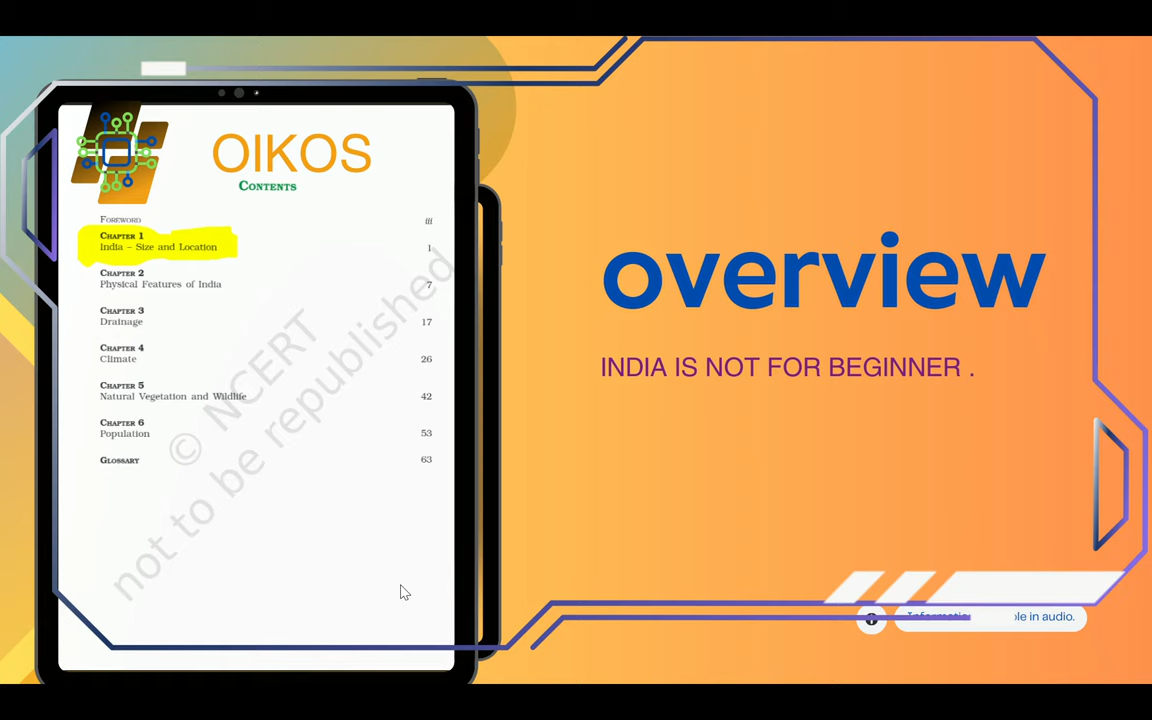 OIKOS
CONTENTS
FOREWORD iii
CHAPTER 1
India – Size and Location 1
CHAPTER 2
Physical Features of India 7
CHAPTER 3
Drainage 17
CHAPTER 4
Climate 26
CHAPTER 5
Natural Vegetation and Wildlife 42
CHAPTER 6
Population 53
GLOSSARY 63
© NCERT
not to be republished
overview
INDIA IS NOT FOR BEGINNER .
in audio.